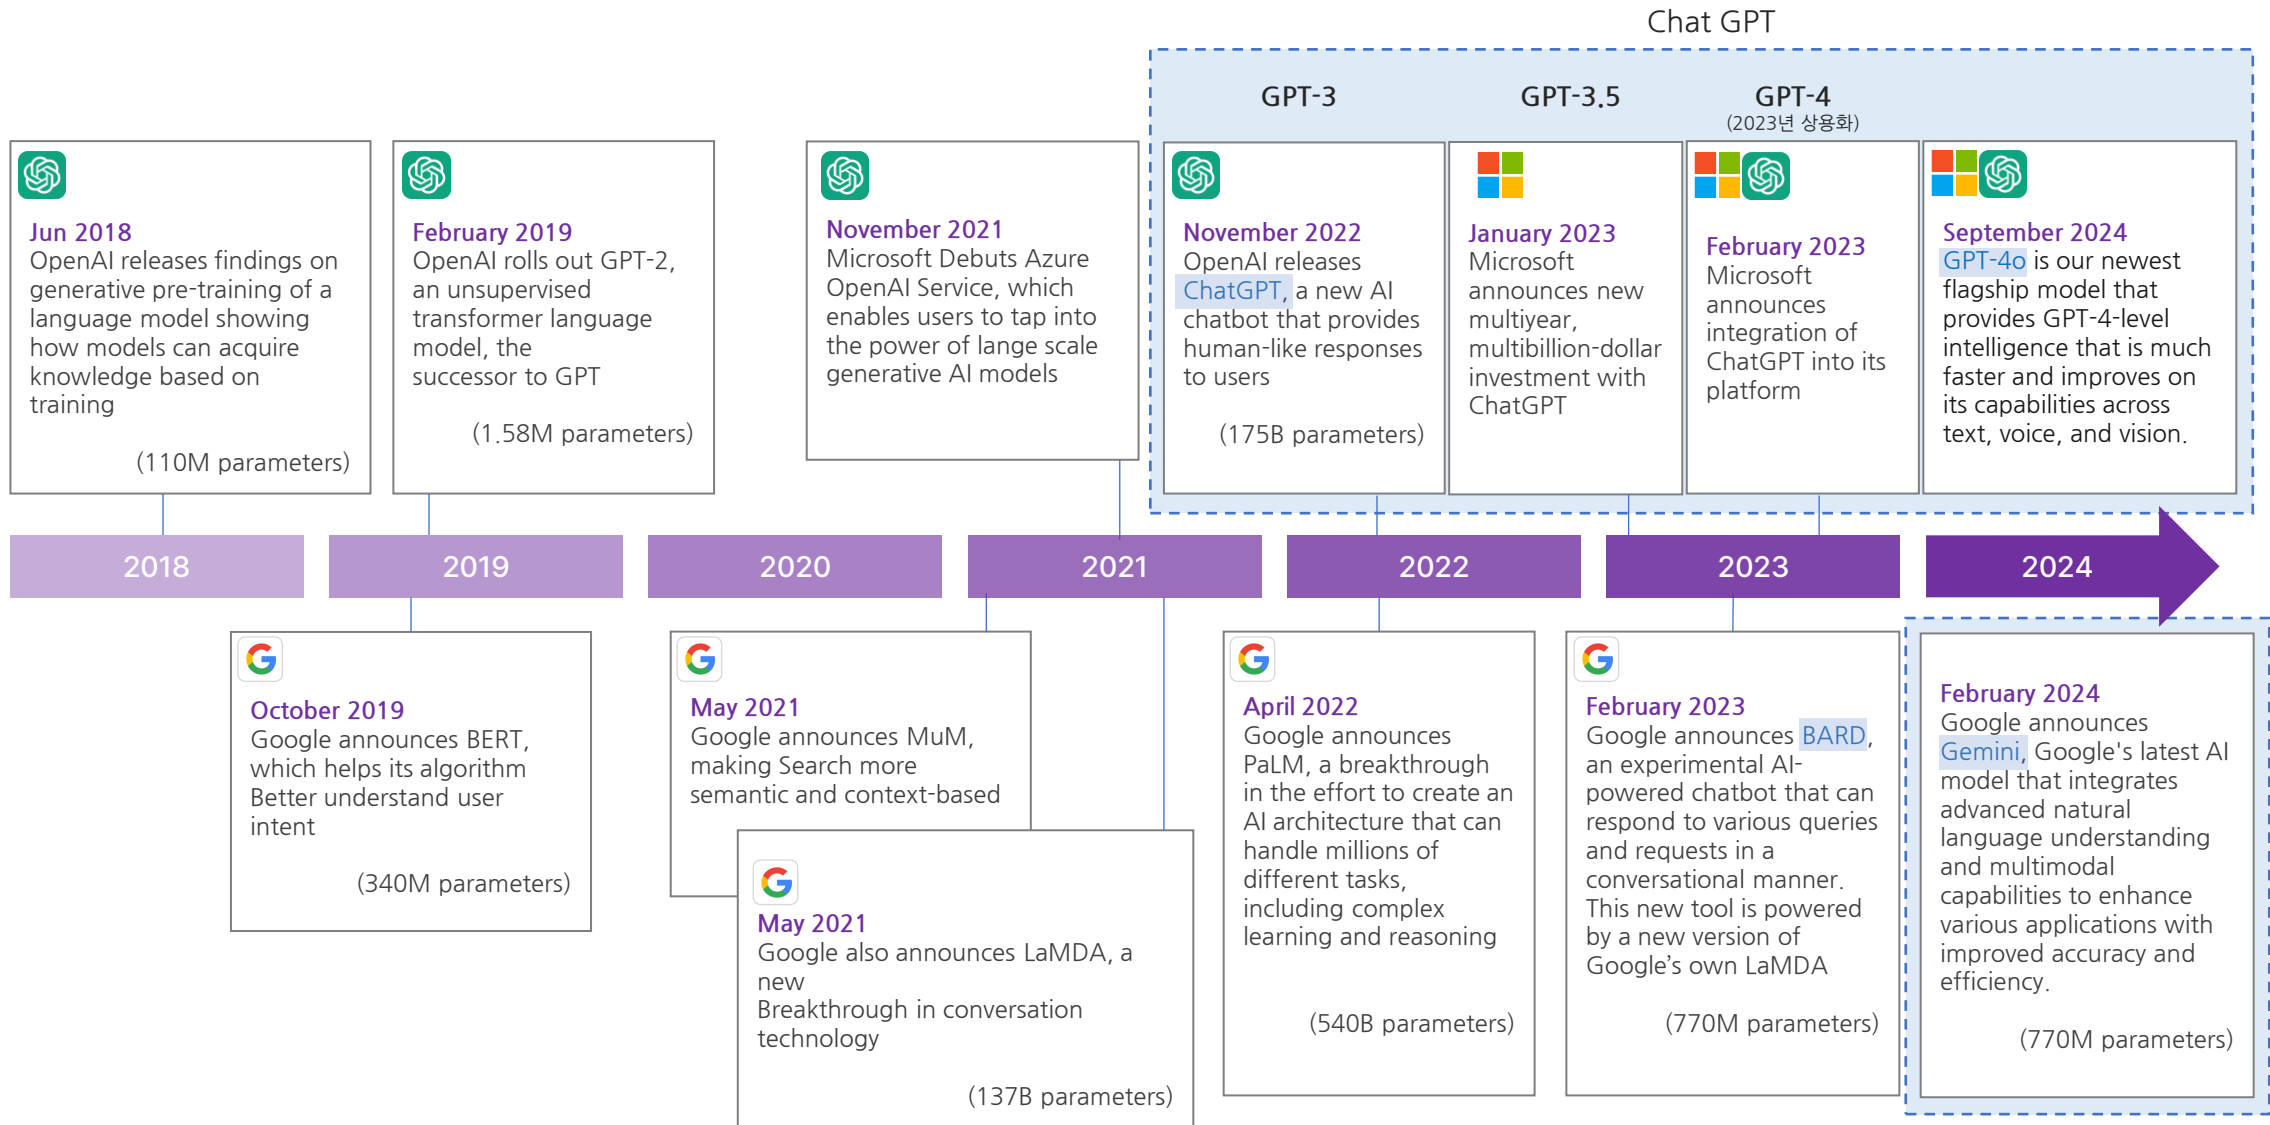 Chat GPT
GPT-3
GPT-3.5
GPT-4
(2023년 상용화)
Jun 2018
OpenAI releases findings on
generative pre-training of a
language model showing
how models can acquire
knowledge based on
training
(110M parameters)
February 2019
OpenAI rolls out GPT-2,
an unsupervised
transformer language
model, the
successor to GPT
(1.58M parameters)
November 2021
Microsoft Debuts Azure
OpenAI Service, which
enables users to tap into
the power of lange scale
generative AI models
November 2022
OpenAI releases
ChatGPT, a new AI
chatbot that provides
human-like responses
to users
(175B parameters)
January 2023
Microsoft
announces new
multiyear,
multibillion-dollar
investment with
ChatGPT
February 2023
Microsoft
announces
integration of
ChatGPT into its
platform
September 2024
GPT-4o is our newest
flagship model that
provides GPT-4-level
intelligence that is much
faster and improves on
its capabilities across
text, voice, and vision.
2018
2019
2020
2021
2022
2023
2024
October 2019
Google announces BERT,
which helps its algorithm
Better understand user
intent
(340M parameters)
May 2021
Google announces MuM,
making Search more
semantic and context-based
May 2021
Google also announces LaMDA, a
new
Breakthrough in conversation
technology
(137B parameters)
April 2022
Google announces
PaLM, a breakthrough
in the effort to create an
AI architecture that can
handle millions of
different tasks,
including complex
learning and reasoning
(540B parameters)
February 2023
Google announces BARD,
an experimental AI-
powered chatbot that can
respond to various queries
and requests in a
conversational manner.
This new tool is powered
by a new version of
Google’s own LaMDA
(770M parameters)
February 2024
Google announces
Gemini, Google's latest AI
model that integrates
advanced natural
language understanding
and multimodal
capabilities to enhance
various applications with
improved accuracy and
efficiency.
(770M parameters)